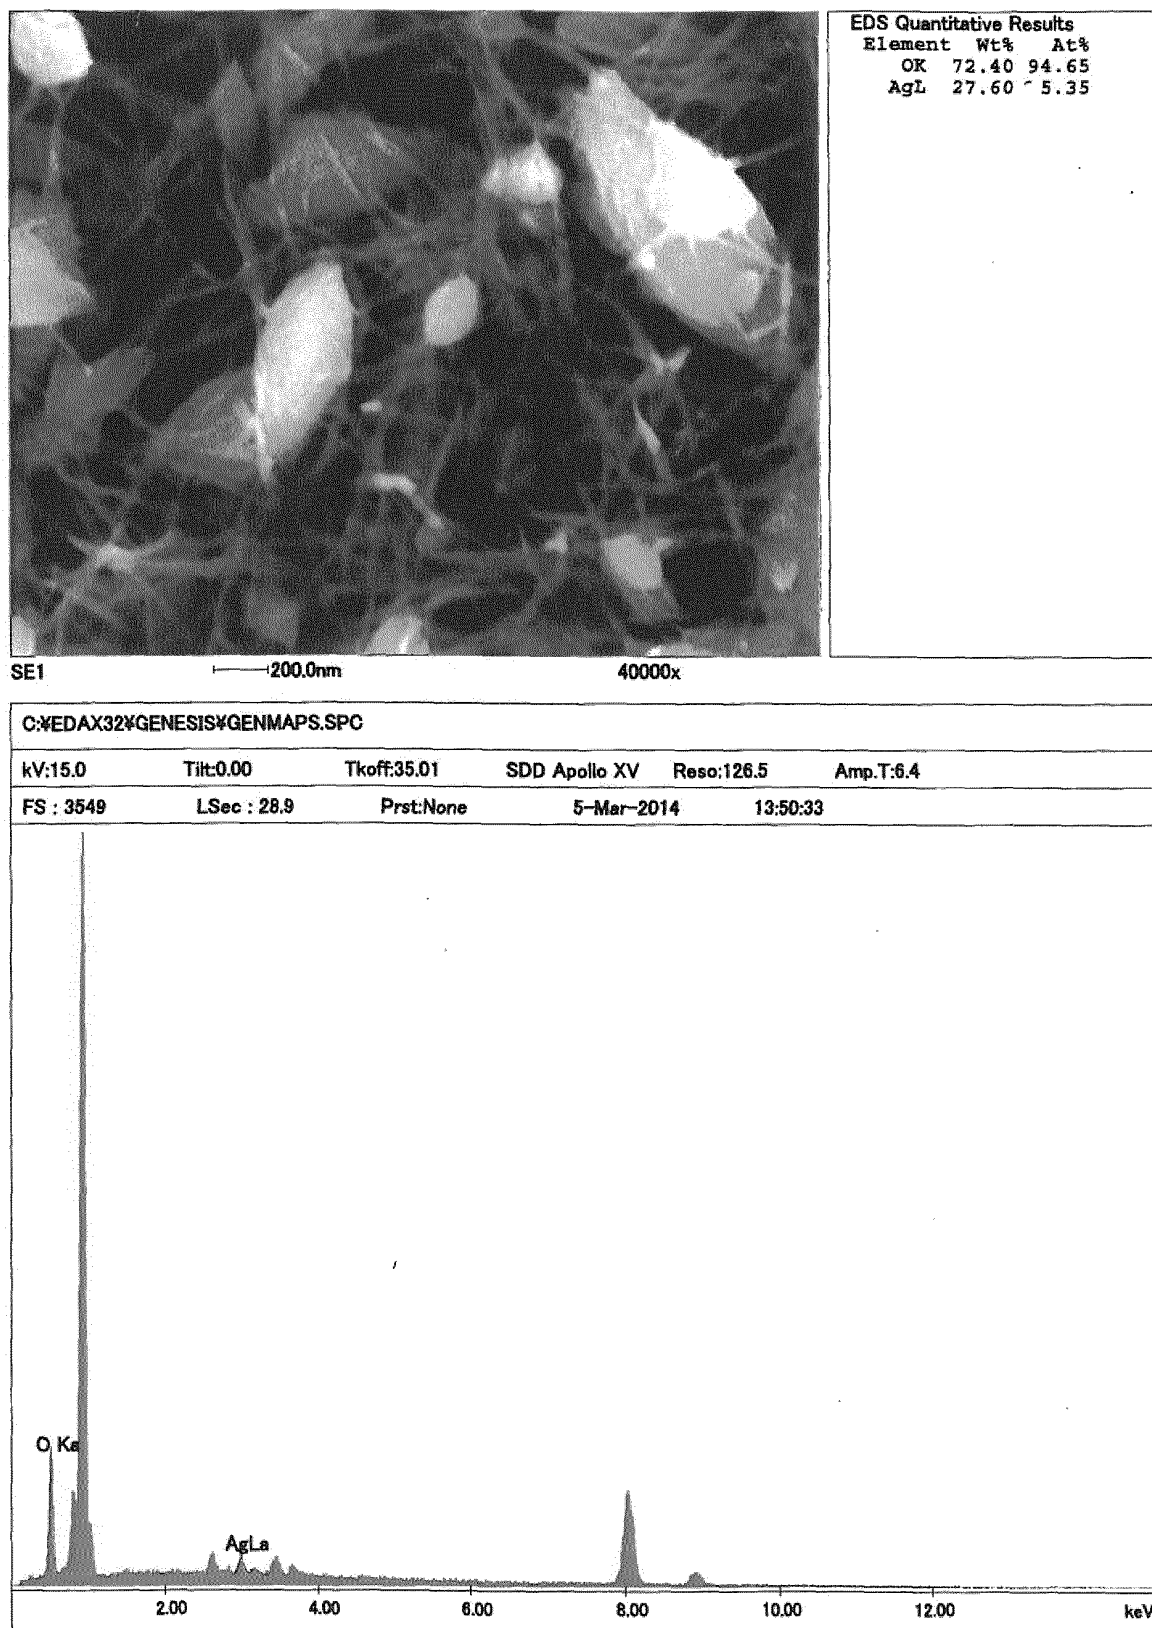 EDS Quantitative Results
Element Wt% At%
OK 72.40 94.65
AgL 27.60 5.35
SE1 200.0nm 40000x
C:¥EDAX32¥GENESIS¥GENMAPS.SPC
kV:15.0 Tilt:0.00 Tkoff:35.01 SDD Apollo XV Reso:126.5 Amp.T:6.4
FS : 3549 LSec : 28.9 Prst:None 5-Mar-2014 13:50:33
O Ka
AgLa
2.00 4.00 6.00 8.00 10.00 12.00 keV